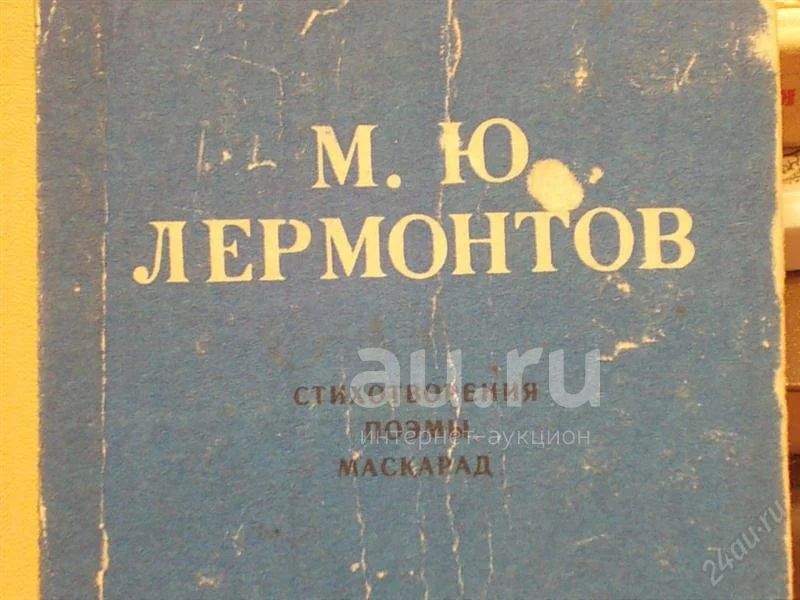 М. Ю.
ЛЕРМОНТОВ
СТИХОТВОРЕНИЯ
ПОЭМЫ
МАСКАРАД
au.ru
интернет-аукцион
24au.ru